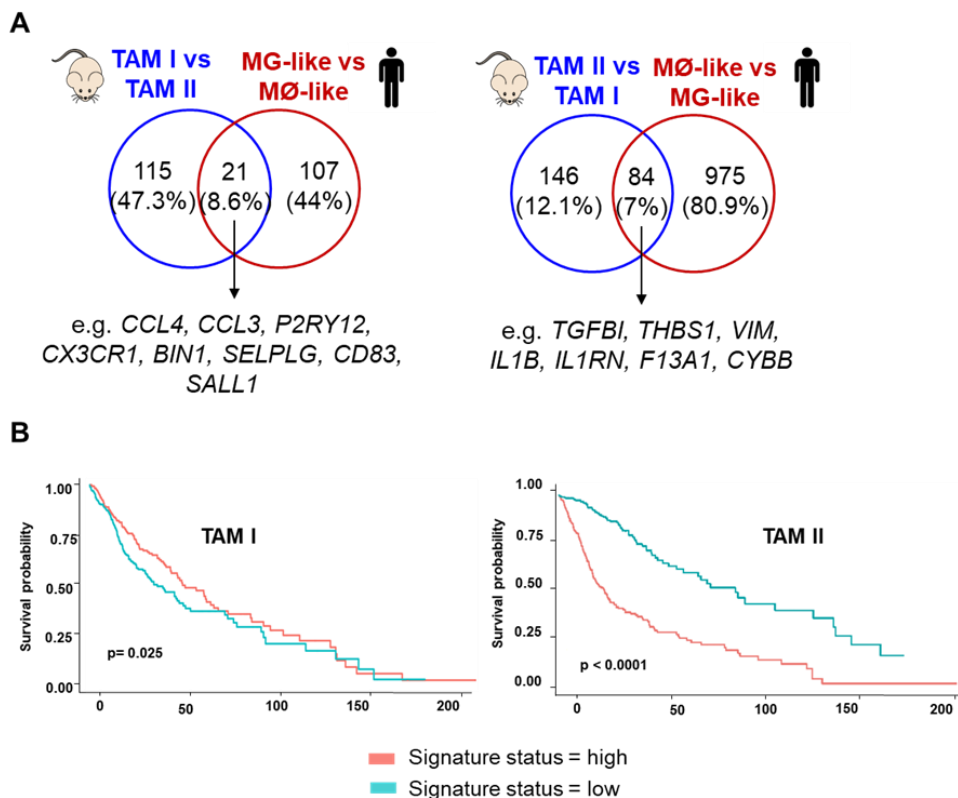 A
TAM I vs
TAM II
MG-like vs
MØ-like
115
(47.3%)
21
(8.6%)
107
(44%)
e.g. CCL4, CCL3, P2RY12,
CX3CR1, BIN1, SELPLG, CD83,
SALL1
TAM II vs
TAM I
MØ-like vs
MG-like
146
(12.1%)
84
(7%)
975
(80.9%)
e.g. TGFBI, THBS1, VIM,
IL1B, IL1RN, F13A1, CYBB
B
Survival probability
1.00
0.75
0.50
0.25
0.00
TAM I
p= 0.025
0 50 100 150 200
Survival probability
1.00
0.75
0.50
0.25
0.00
TAM II
p < 0.0001
0 50 100 150 200
Signature status = high
Signature status = low